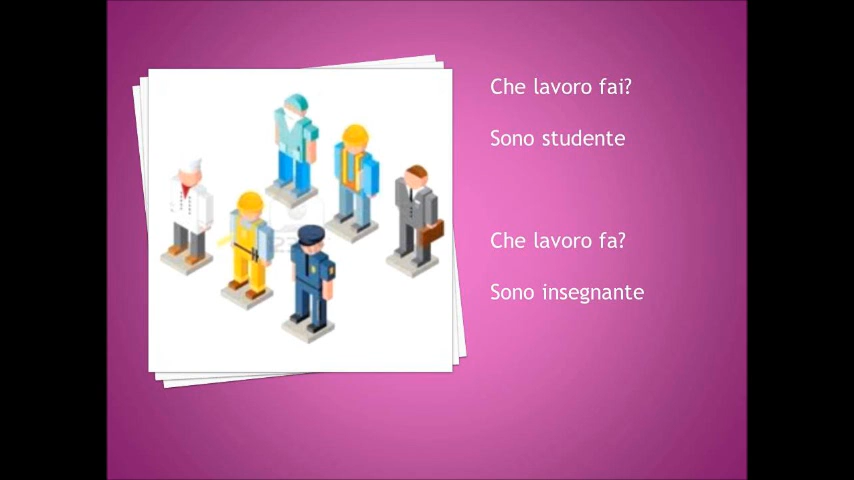 Che lavoro fai?
Sono studente
Che lavoro fa?
Sono insegnante